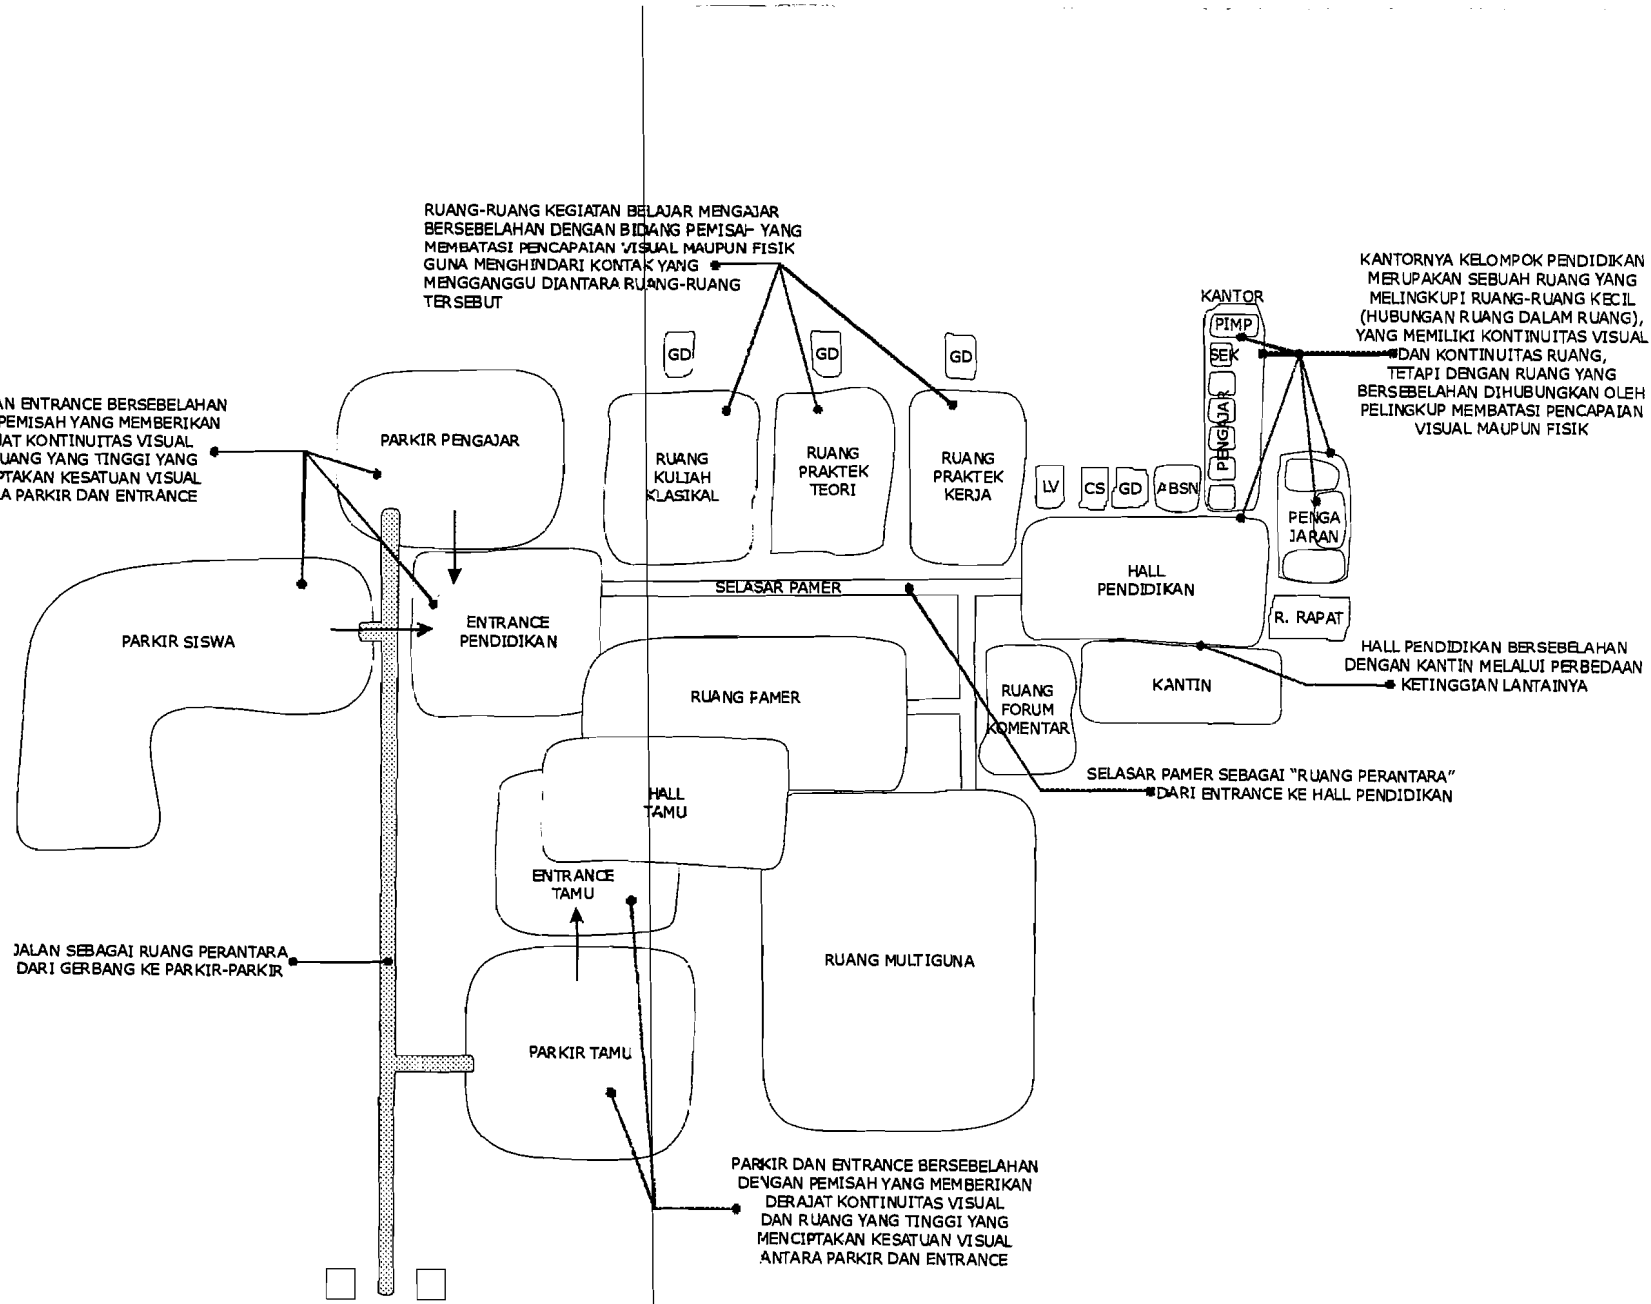 RUANG-RUANG KEGIATAN BELAJAR MENGAJAR
BERSEBELAHAN DENGAN BIDANG PEMISAH YANG
MEMBATASI PENCAPAIAN VISUAL MAUPUN FISIK
GUNA MENGHINDARI KONTAK YANG
MENGGANGGU DIANTARA RUANG-RUANG
TERSEBUT
KANTORNYA KELOMPOK PENDIDIKAN
MERUPAKAN SEBUAH RUANG YANG
MELINGKUPI RUANG-RUANG KECIL
(HUBUNGAN RUANG DALAM RUANG),
YANG MEMILIKI KONTINUITAS VISUAL
DAN KONTINUITAS RUANG,
TETAPI DENGAN RUANG YANG
BERSEBELAHAN DIHUBUNGKAN OLEH
PELINGKUP MEMBATASI PENCAPAIAN
VISUAL MAUPUN FISIK
KANTOR
PIMP
SEK
PENGAJAR
GD
GD
GD
AN ENTRANCE BERSEBELAHAN
PEMISAH YANG MEMBERIKAN
JAT KONTINUITAS VISUAL
UANG YANG TINGGI YANG
PTAKAN KESATUAN VISUAL
A PARKIR DAN ENTRANCE
PARKIR PENGAJAR
RUANG
KULIAH
KLASIKAL
RUANG
PRAKTEK
TEORI
RUANG
PRAKTEK
KERJA
LV
CS
GD
ABSN
PENGA
JARAN
HALL
PENDIDIKAN
SELASAR PAMER
R. RAPAT
PARKIR SISWA
ENTRANCE
PENDIDIKAN
HALL PENDIDIKAN BERSEBELAHAN
DENGAN KANTIN MELALUI PERBEDAAN
KETINGGIAN LANTAINYA
KANTIN
RUANG PAMER
RUANG
FORUM
KOMENTAR
SELASAR PAMER SEBAGAI "RUANG PERANTARA"
DARI ENTRANCE KE HALL PENDIDIKAN
HALL
TAMU
ENTRANCE
TAMU
JALAN SEBAGAI RUANG PERANTARA
DARI GERBANG KE PARKIR-PARKIR
RUANG MULTIGUNA
PARKIR TAMU
PARKIR DAN ENTRANCE BERSEBELAHAN
DENGAN PEMISAH YANG MEMBERIKAN
DERAJAT KONTINUITAS VISUAL
DAN RUANG YANG TINGGI YANG
MENCIPTAKAN KESATUAN VISUAL
ANTARA PARKIR DAN ENTRANCE